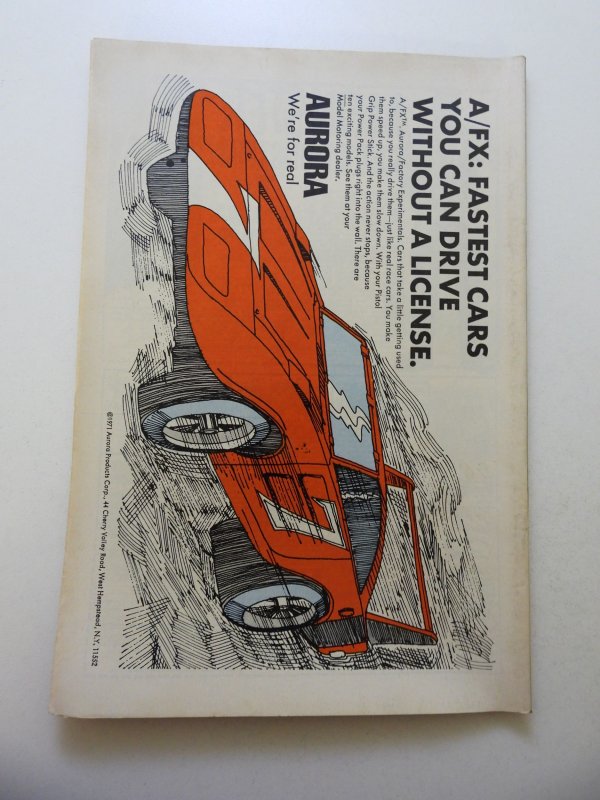 A/FX: FASTEST CARS
YOU CAN DRIVE
WITHOUT A LICENSE.
A/FX™. Aurora/Factory Experimentals. Cars that take a little getting used
to, because you really drive them—just like real race cars. You make
them speed up, you make them slow down. With your Pistol
Grip Power Stick. And the action never stops, because
your Power Pack plugs right into the wall. There are
ten exciting models. See them at your
Model Motoring dealer.
AURORA
We're for real
©1971 Aurora Products Corp., 44 Cherry Valley Road, West Hempstead, N.Y. 11552